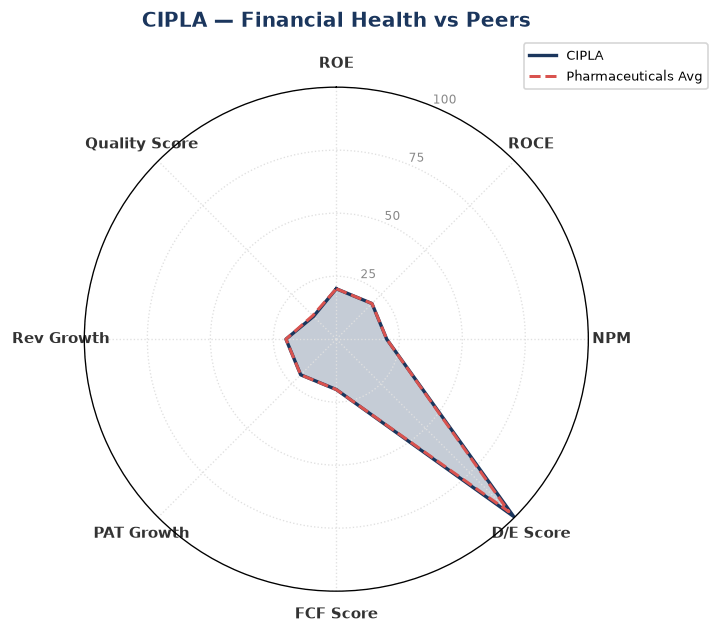 CIPLA — Financial Health vs Peers
CIPLA
Pharmaceuticals Avg
ROE
100
Quality Score
ROCE
75
50
25
Rev Growth
NPM
PAT Growth
D/E Score
FCF Score